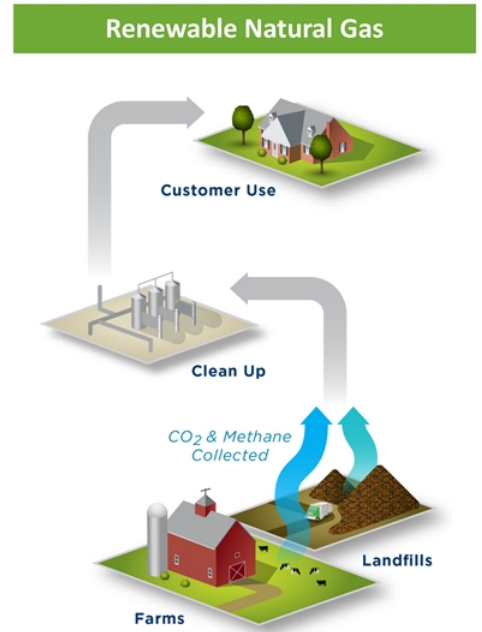 Renewable Natural Gas
Customer Use
Clean Up
CO₂ & Methane
Collected
Landfills
Farms